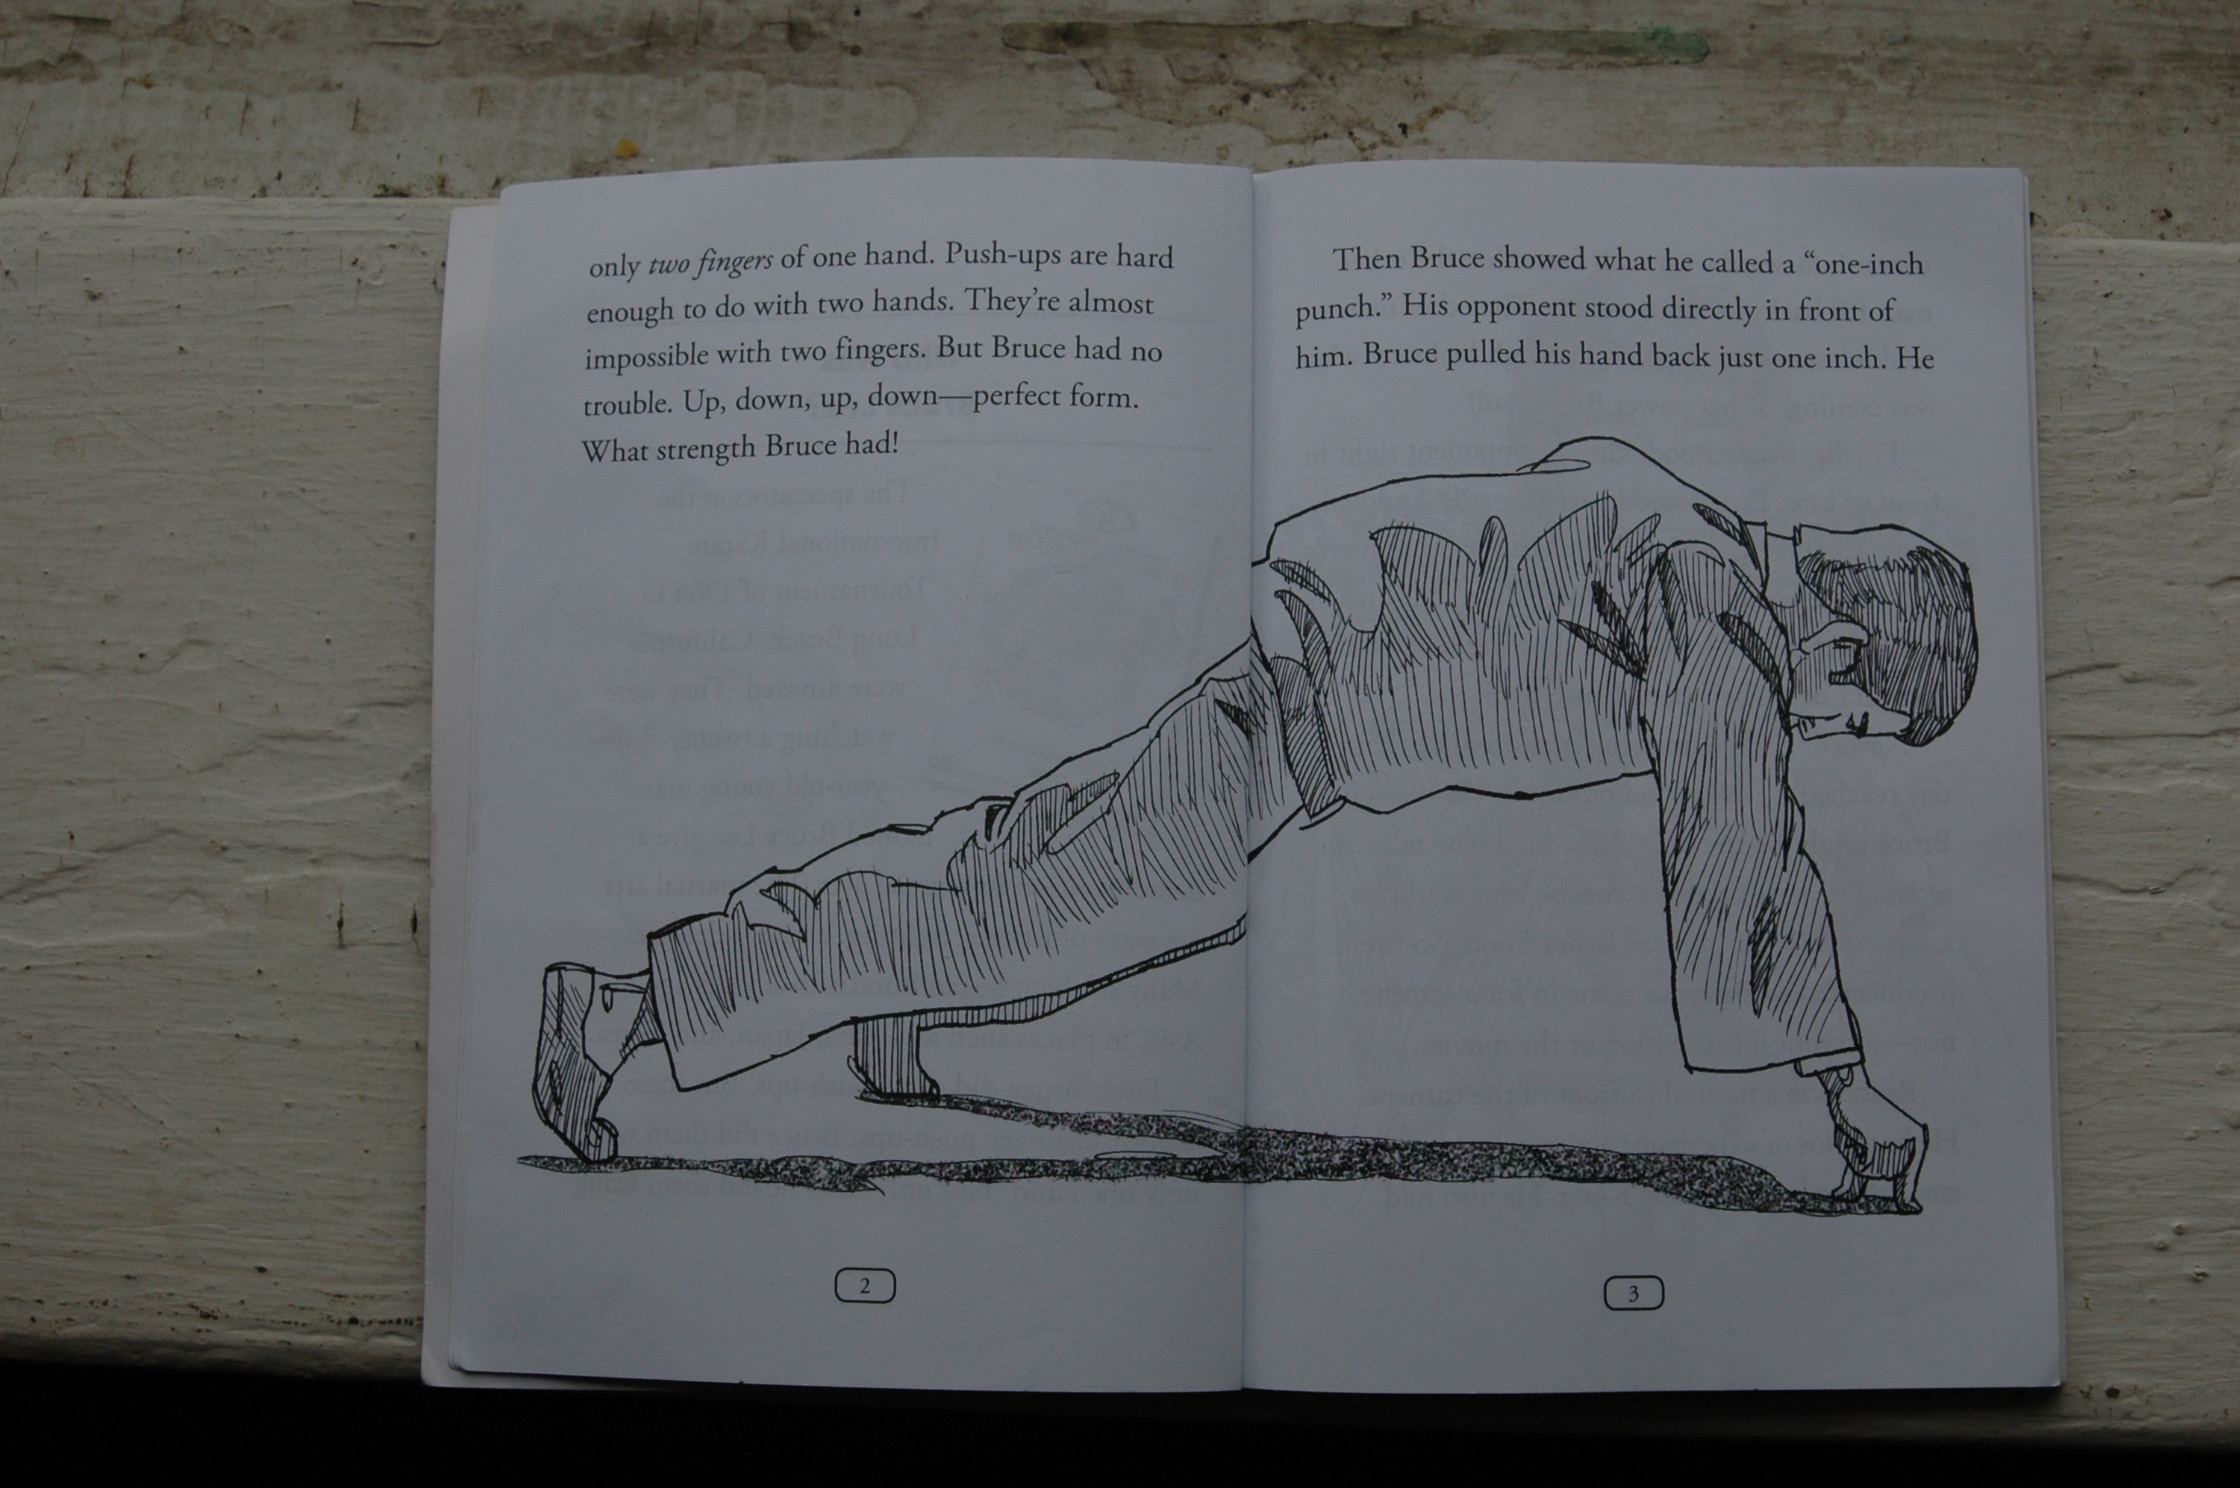 only two fingers of one hand. Push-ups are hard
enough to do with two hands. They're almost
impossible with two fingers. But Bruce had no
trouble. Up, down, up, down—perfect form.
What strength Bruce had!
2
Then Bruce showed what he called a “one-inch
punch.” His opponent stood directly in front of
him. Bruce pulled his hand back just one inch. He
3